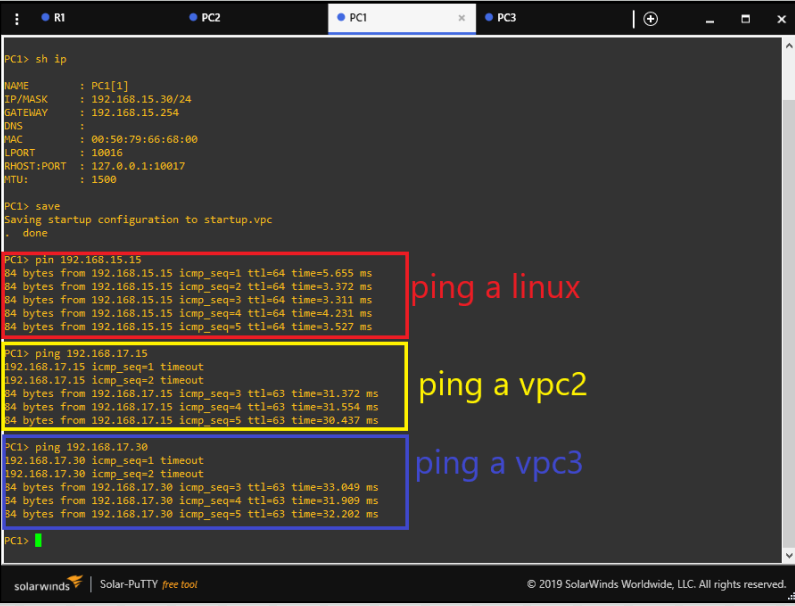 R1
PC2
PC1
PC3
PC1> sh ip
NAME : PC1[1]
IP/MASK : 192.168.15.30/24
GATEWAY : 192.168.15.254
DNS :
MAC : 00:50:79:66:68:00
LPORT : 10016
RHOST:PORT : 127.0.0.1:10017
MTU: : 1500
PC1> save
Saving startup configuration to startup.vpc
. done
PC1> pin 192.168.15.15
84 bytes from 192.168.15.15 icmp_seq=1 ttl=64 time=5.655 ms
84 bytes from 192.168.15.15 icmp_seq=2 ttl=64 time=3.372 ms
84 bytes from 192.168.15.15 icmp_seq=3 ttl=64 time=3.311 ms
84 bytes from 192.168.15.15 icmp_seq=4 ttl=64 time=4.231 ms
84 bytes from 192.168.15.15 icmp_seq=5 ttl=64 time=3.527 ms
ping a linux
PC1> ping 192.168.17.15
192.168.17.15 icmp_seq=1 timeout
192.168.17.15 icmp_seq=2 timeout
84 bytes from 192.168.17.15 icmp_seq=3 ttl=63 time=31.372 ms
84 bytes from 192.168.17.15 icmp_seq=4 ttl=63 time=31.554 ms
84 bytes from 192.168.17.15 icmp_seq=5 ttl=63 time=30.437 ms
ping a vpc2
PC1> ping 192.168.17.30
192.168.17.30 icmp_seq=1 timeout
192.168.17.30 icmp_seq=2 timeout
84 bytes from 192.168.17.30 icmp_seq=3 ttl=63 time=33.049 ms
84 bytes from 192.168.17.30 icmp_seq=4 ttl=63 time=31.909 ms
84 bytes from 192.168.17.30 icmp_seq=5 ttl=63 time=32.202 ms
ping a vpc3
PC1>
solarwinds | Solar-PuTTY free tool
© 2019 SolarWinds Worldwide, LLC. All rights reserved.